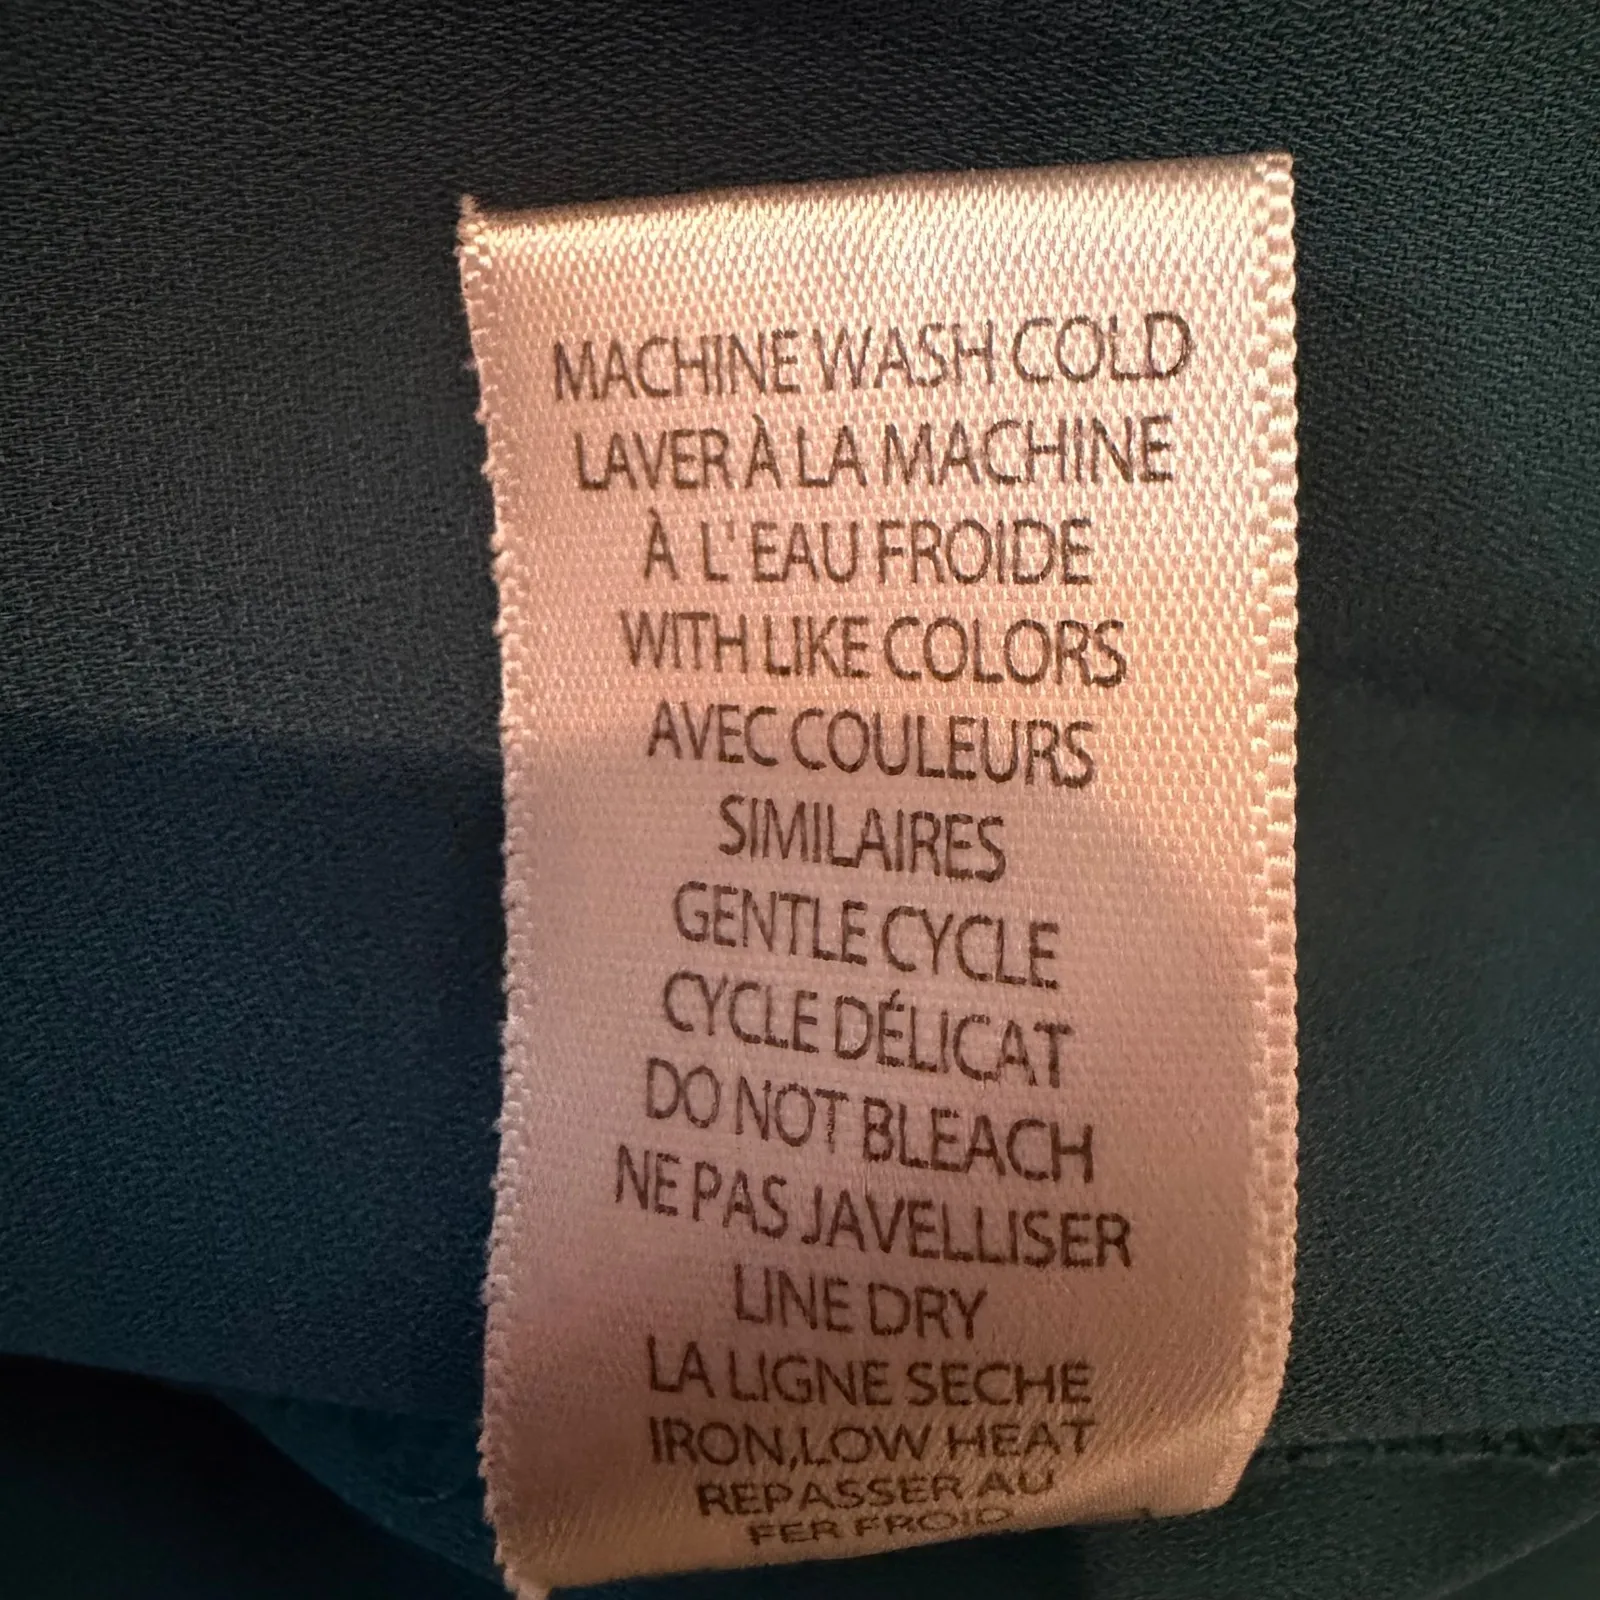 MACHINE WASH COLD
LAVER À LA MACHINE
À L' EAU FROIDE
WITH LIKE COLORS
AVEC COULEURS
SIMILAIRES
GENTLE CYCLE
CYCLE DÉLICAT
DO NOT BLEACH
NE PAS JAVELLISER
LINE DRY
LA LIGNE SECHE
IRON,LOW HEAT
REPASSER AU
FER FROID